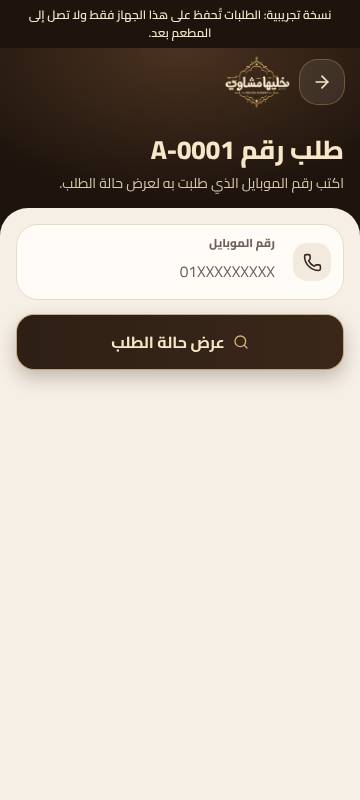 نسخة تجريبية: الطلبات تُحفظ على هذا الجهاز فقط ولا تصل إلى
المطعم بعد.
خليها مشاوي
طلب رقم A-0001
اكتب رقم الموبايل الذي طلبت به لعرض حالة الطلب.
رقم الموبايل
01XXXXXXXXX
عرض حالة الطلب